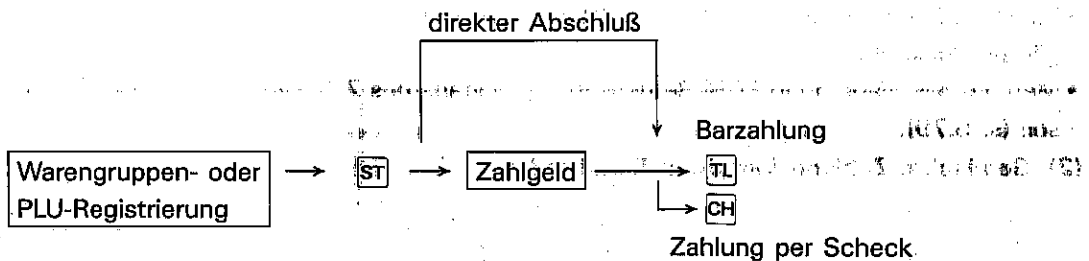 direkter Abschluß
Barzahlung
Warengruppen- oder
PLU-Registrierung
ST
Zahlgeld
TL
CH
Zahlung per Scheck